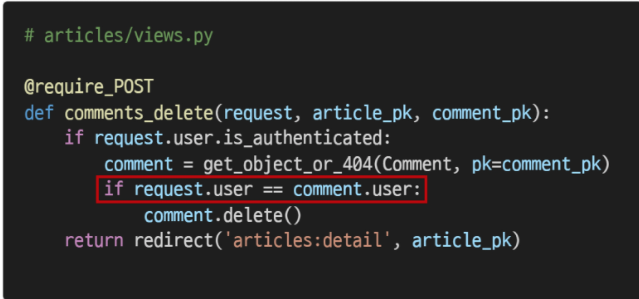 # articles/views.py
@require_POST
def comments_delete(request, article_pk, comment_pk):
if request.user.is_authenticated:
comment = get_object_or_404(Comment, pk=comment_pk)
if request.user == comment.user:
comment.delete()
return redirect('articles:detail', article_pk)